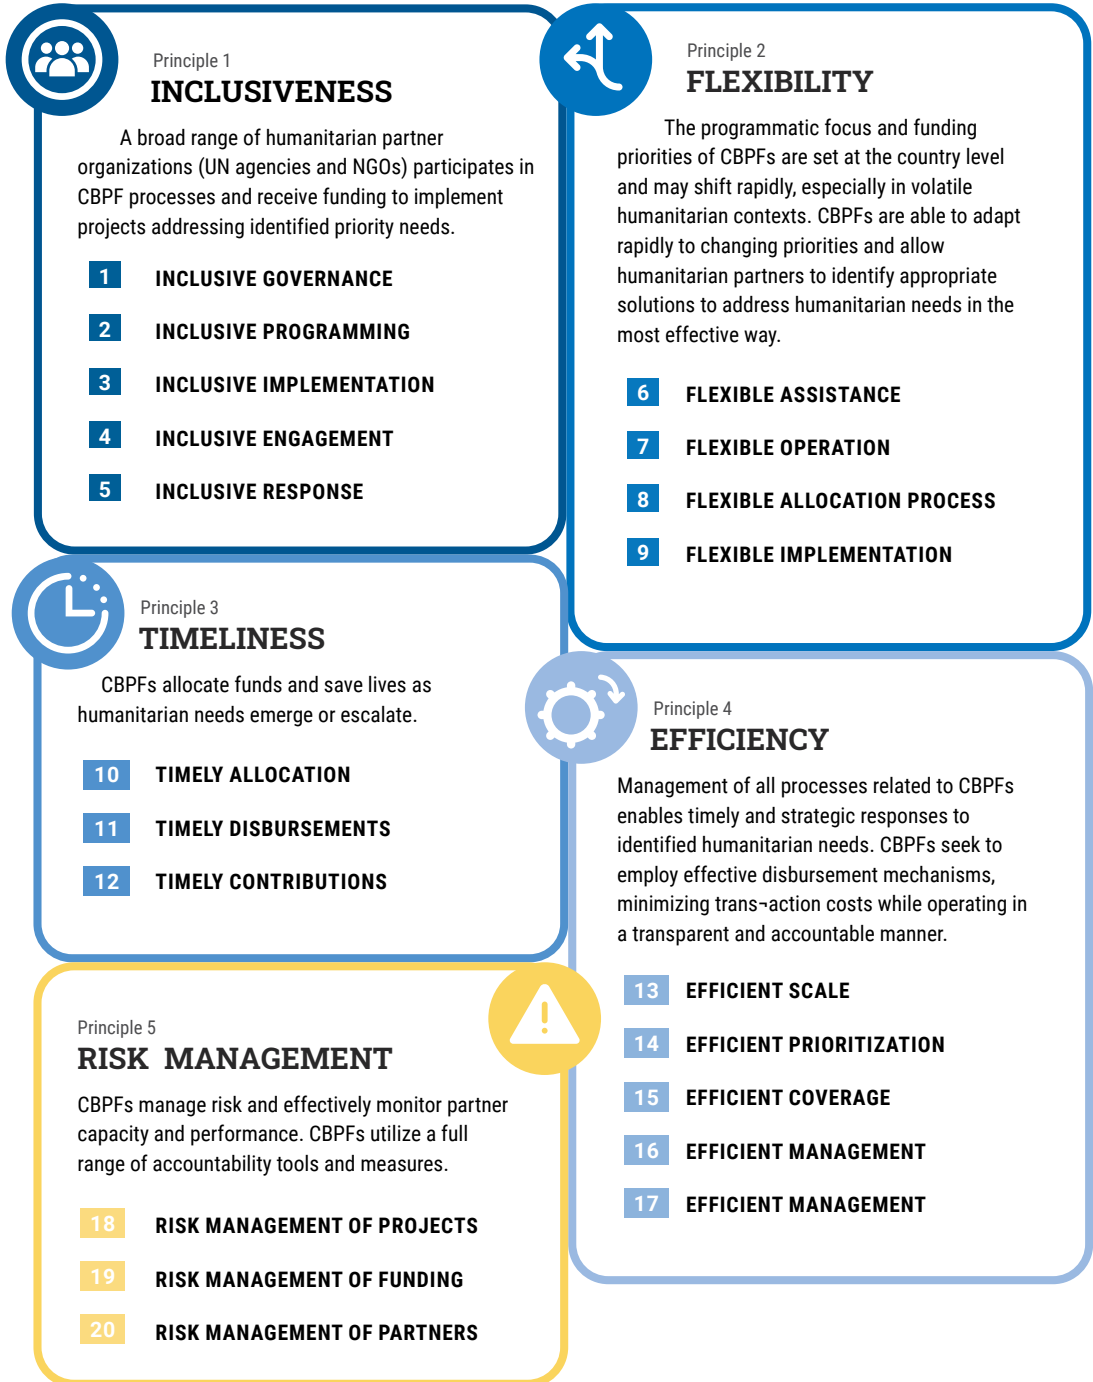 Principle 1
INCLUSIVENESS
A broad range of humanitarian partner
organizations (UN agencies and NGOs) participates in
CBPF processes and receive funding to implement
projects addressing identified priority needs.
1 INCLUSIVE GOVERNANCE
2 INCLUSIVE PROGRAMMING
3 INCLUSIVE IMPLEMENTATION
4 INCLUSIVE ENGAGEMENT
5 INCLUSIVE RESPONSE
Principle 2
FLEXIBILITY
The programmatic focus and funding
priorities of CBPFs are set at the country level
and may shift rapidly, especially in volatile
humanitarian contexts. CBPFs are able to adapt
rapidly to changing priorities and allow
humanitarian partners to identify appropriate
solutions to address humanitarian needs in the
most effective way.
6 FLEXIBLE ASSISTANCE
7 FLEXIBLE OPERATION
8 FLEXIBLE ALLOCATION PROCESS
9 FLEXIBLE IMPLEMENTATION
Principle 3
TIMELINESS
CBPFs allocate funds and save lives as
humanitarian needs emerge or escalate.
10 TIMELY ALLOCATION
11 TIMELY DISBURSEMENTS
12 TIMELY CONTRIBUTIONS
Principle 4
EFFICIENCY
Management of all processes related to CBPFs
enables timely and strategic responses to
identified humanitarian needs. CBPFs seek to
employ effective disbursement mechanisms,
minimizing trans¬action costs while operating in
a transparent and accountable manner.
13 EFFICIENT SCALE
14 EFFICIENT PRIORITIZATION
15 EFFICIENT COVERAGE
16 EFFICIENT MANAGEMENT
17 EFFICIENT MANAGEMENT
Principle 5
RISK MANAGEMENT
CBPFs manage risk and effectively monitor partner
capacity and performance. CBPFs utilize a full
range of accountability tools and measures.
18 RISK MANAGEMENT OF PROJECTS
19 RISK MANAGEMENT OF FUNDING
20 RISK MANAGEMENT OF PARTNERS